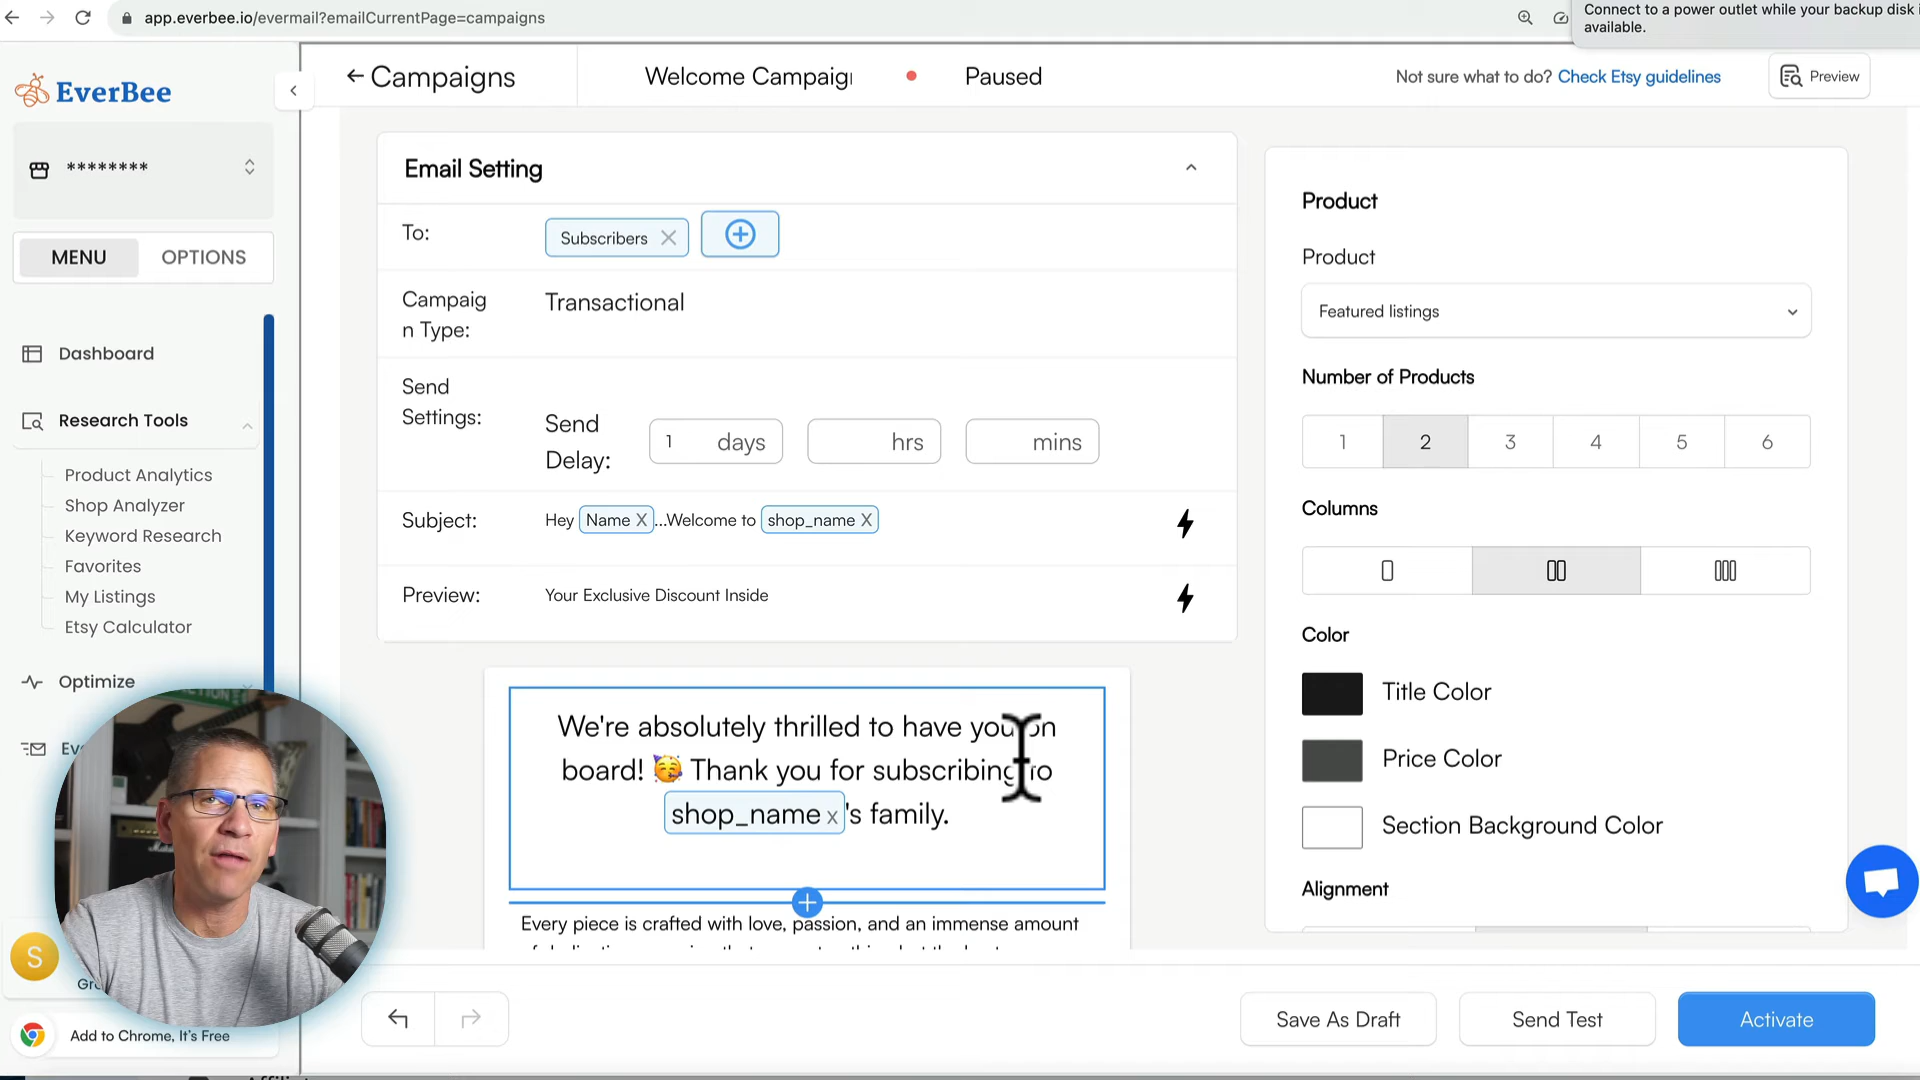 app.everbee.io/evermail?emailCurrentPage=campaigns
Connect to a power outlet while your backup disk
available.
EverBee
********
MENU
OPTIONS
Dashboard
Research Tools
Product Analytics
Shop Analyzer
Keyword Research
Favorites
My Listings
Etsy Calculator
Optimize
S
Add to Chrome, It's Free
Campaigns
Welcome Campaig
Paused
Not sure what to do? Check Etsy guidelines
Preview
Email Setting
To:
Subscribers
Campaig
n Type:
Transactional
Send
Settings:
Send
Delay:
1 days
hrs
mins
Subject:
Hey Name X...Welcome to shop_name X
Preview:
Your Exclusive Discount Inside
We're absolutely thrilled to have you on
board! 🥳 Thank you for subscribing to
shop_name x's family.
Every piece is crafted with love, passion, and an immense amount
Product
Product
Featured listings
Number of Products
1 2 3 4 5 6
Columns
Color
Title Color
Price Color
Section Background Color
Alignment
Save As Draft
Send Test
Activate